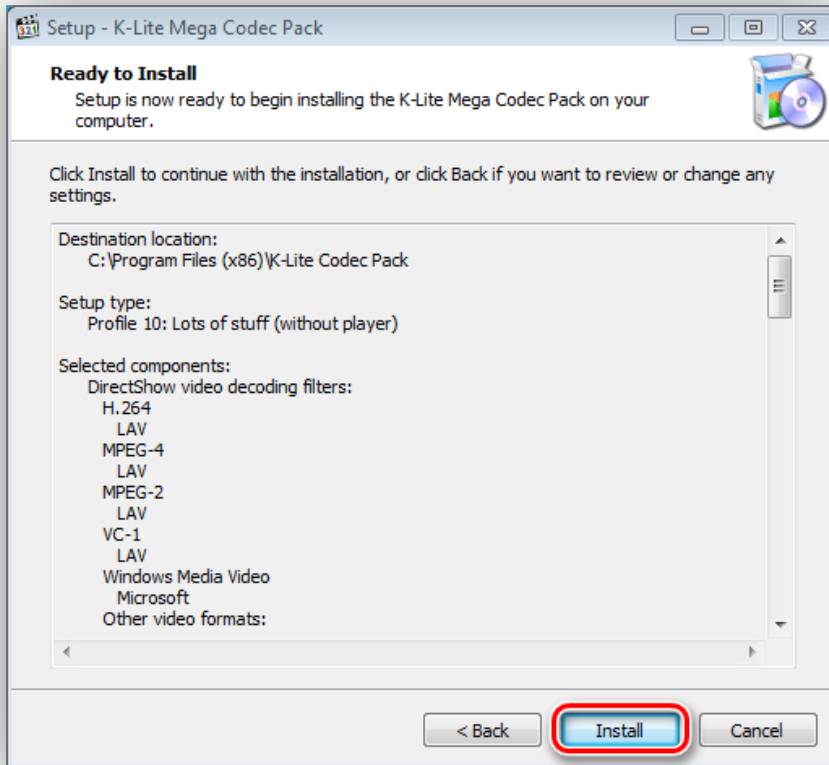 Setup - K-Lite Mega Codec Pack
Ready to Install
Setup is now ready to begin installing the K-Lite Mega Codec Pack on your
computer.
Click Install to continue with the installation, or click Back if you want to review or change any
settings.
Destination location:
C:\Program Files (x86)\K-Lite Codec Pack
Setup type:
Profile 10: Lots of stuff (without player)
Selected components:
DirectShow video decoding filters:
H.264
LAV
MPEG-4
LAV
MPEG-2
LAV
VC-1
LAV
Windows Media Video
Microsoft
Other video formats:
< Back
Install
Cancel